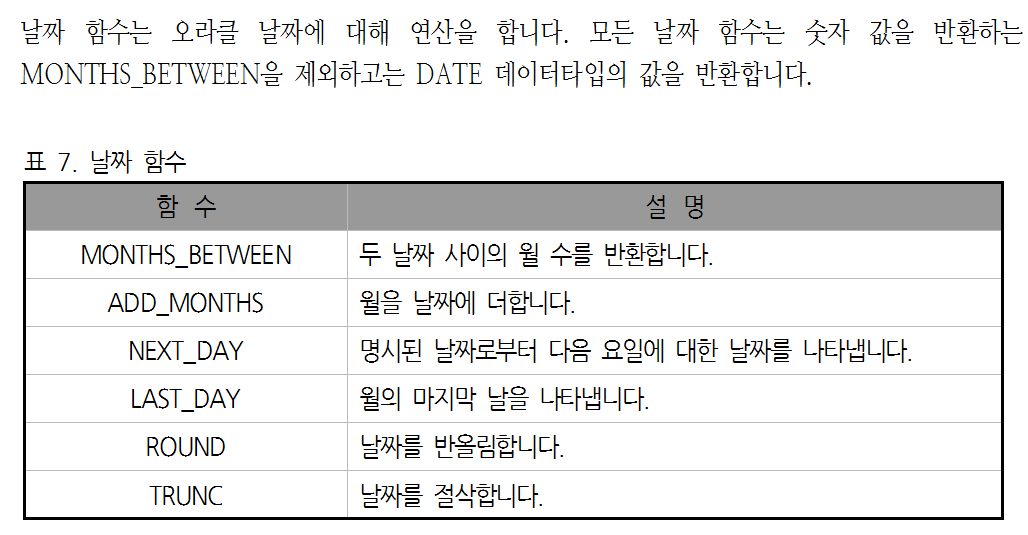 날짜 함수는 오라클 날짜에 대해 연산을 합니다. 모든 날짜 함수는 숫자 값을 반환하는
MONTHS_BETWEEN을 제외하고는 DATE 데이터타입의 값을 반환합니다.
표 7. 날짜 함수
함 수 설 명
MONTHS_BETWEEN 두 날짜 사이의 월 수를 반환합니다.
ADD_MONTHS 월을 날짜에 더합니다.
NEXT_DAY 명시된 날짜로부터 다음 요일에 대한 날짜를 나타냅니다.
LAST_DAY 월의 마지막 날을 나타냅니다.
ROUND 날짜를 반올림합니다.
TRUNC 날짜를 절삭합니다.